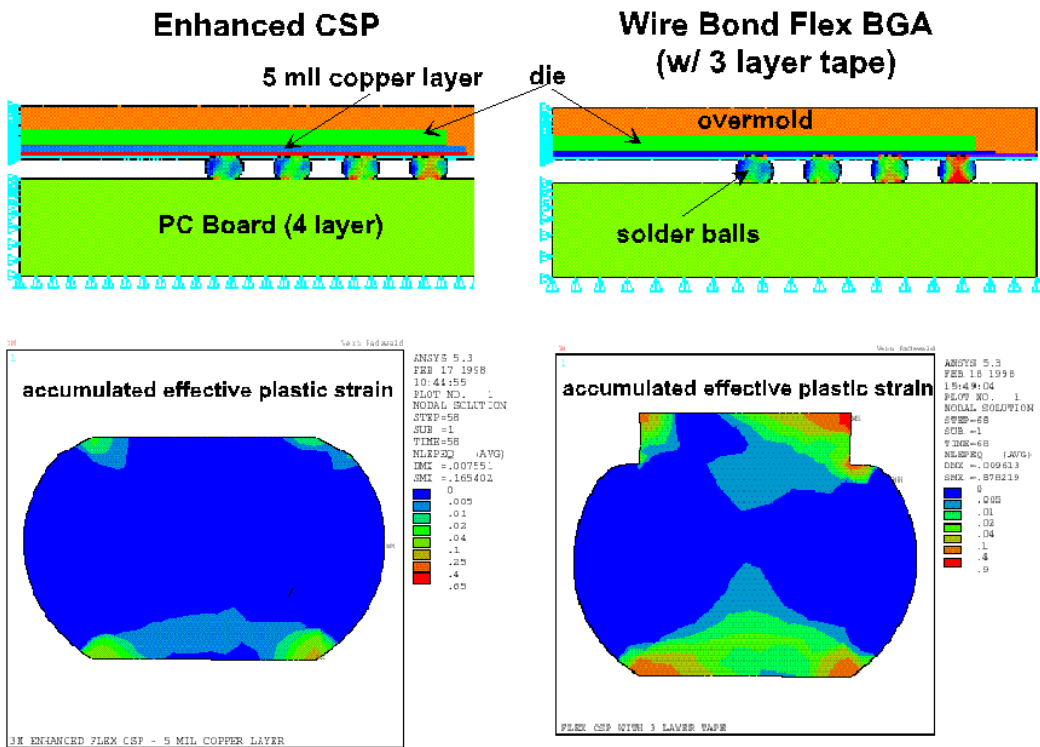 Enhanced CSP
Wire Bond Flex BGA
(w/ 3 layer tape)
5 mil copper layer
die
overmold
PC Board (4 layer)
solder balls
accumulated effective plastic strain
ANSYS 5.3
FEB 17 1998
10:44:55
PLOT NO. 1
NODAL SOLUTION
STEP=58
SUB =1
TIME=58
NLEPEQ (AVG)
DMX =.007551
SMX =.165402
0
.005
.01
.02
.04
.1
.25
.4
.65
3M ENHANCED FLEX CSP - 5 MIL COPPER LAYER
accumulated effective plastic strain
ANSYS 5.3
FEB 18 1998
15:49:04
PLOT NO. 1
NODAL SOLUTION
STEP=68
SUB =1
TIME=68
NLEPEQ (AVG)
DMX =.009613
SMX =.878219
0
.005
.01
.02
.04
.1
.4
.9
FLEX CSP WITH 3 LAYER TAPE